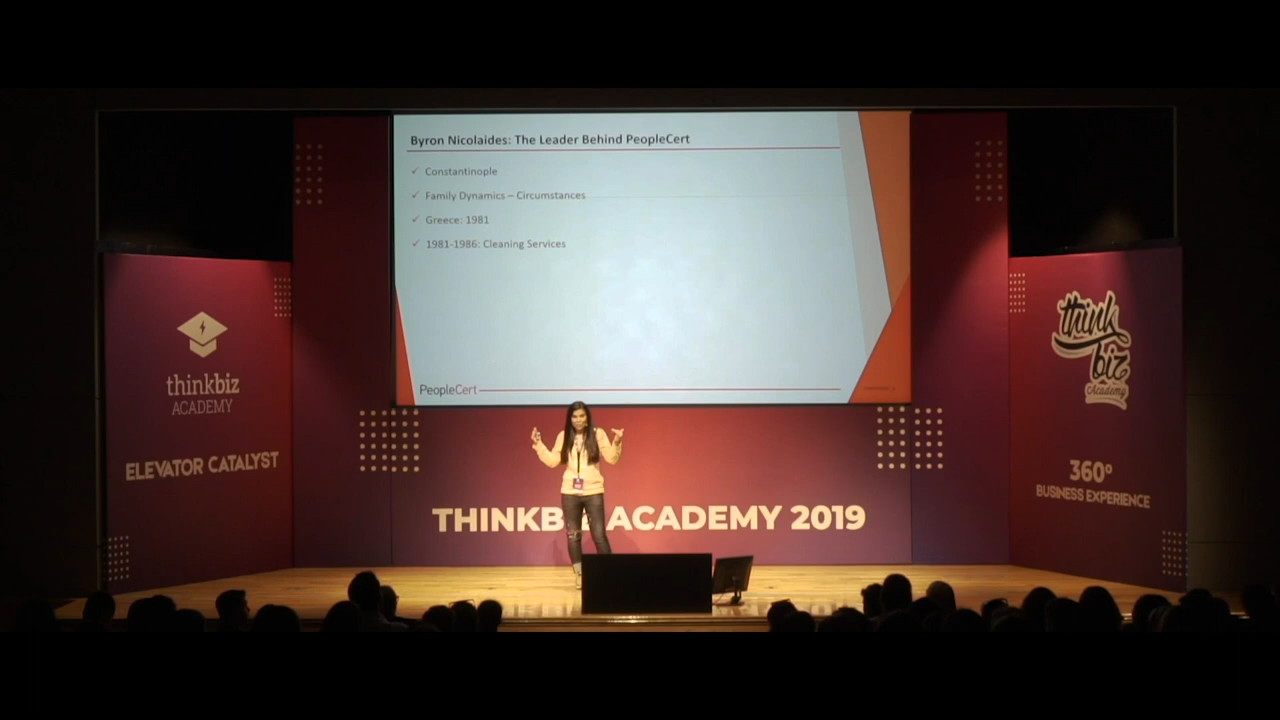 Byron Nicolaides: The Leader Behind PeopleCert
✓ Constantinople
✓ Family Dynamics – Circumstances
✓ Greece: 1981
✓ 1981-1986: Cleaning Services
PeopleCert
thinkbiz
ACADEMY
ELEVATOR CATALYST
THINKB ACADEMY 2019
think
biz
Academy
360°
BUSINESS EXPERIENCE